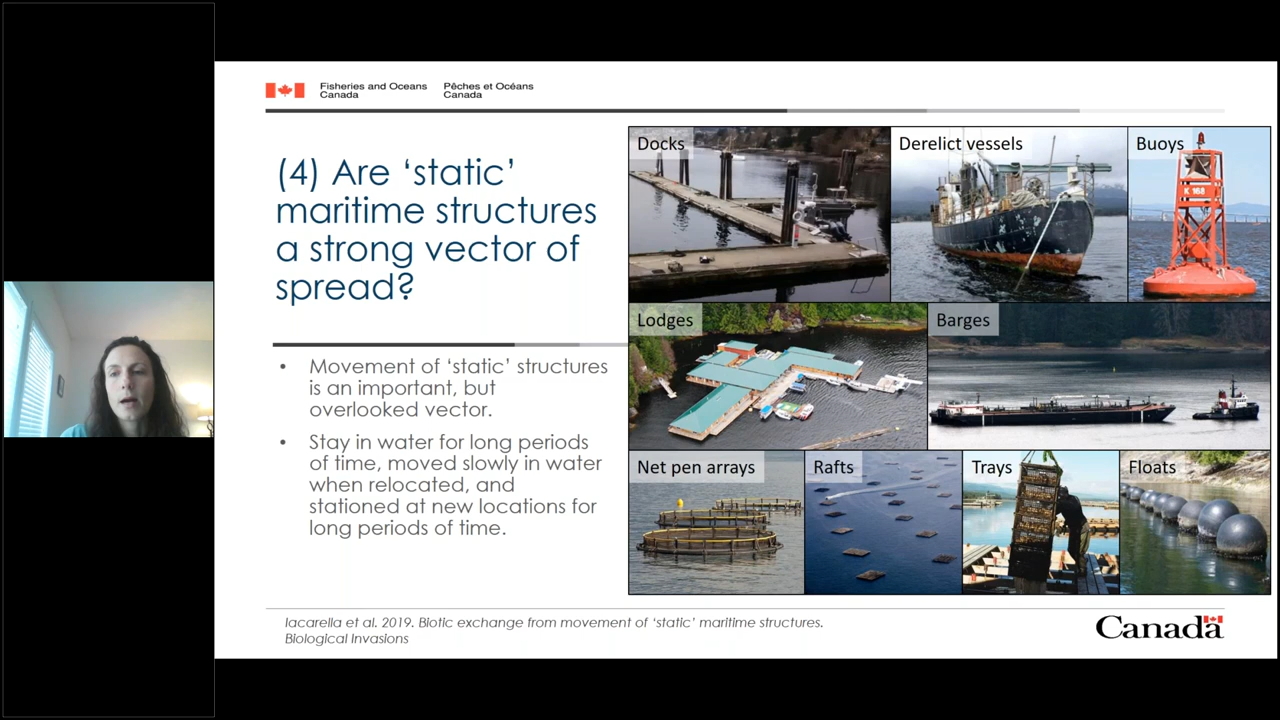 Fisheries and Oceans
Canada
Pêches et Océans
Canada
(4) Are ‘static’
maritime structures
a strong vector of
spread?
• Movement of ‘static’ structures
is an important, but
overlooked vector.
• Stay in water for long periods
of time, moved slowly in water
when relocated, and
stationed at new locations for
long periods of time.
Docks
Derelict vessels
Buoys
K 168
Lodges
Barges
Net pen arrays
Rafts
Trays
Floats
Iacarella et al. 2019. Biotic exchange from movement of ‘static’ maritime structures.
Biological Invasions
Canada